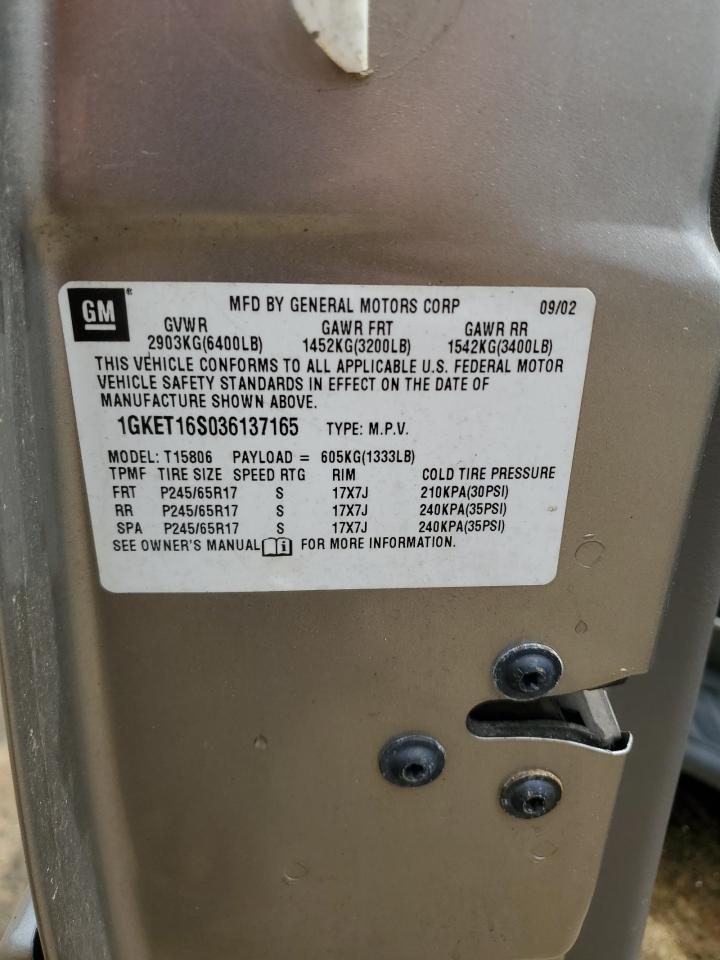 GM ® MFD BY GENERAL MOTORS CORP 09/02
GVWR GAWR FRT GAWR RR
2903KG(6400LB) 1452KG(3200LB) 1542KG(3400LB)
THIS VEHICLE CONFORMS TO ALL APPLICABLE U.S. FEDERAL MOTOR
VEHICLE SAFETY STANDARDS IN EFFECT ON THE DATE OF
MANUFACTURE SHOWN ABOVE.
1GKET16S036137165 TYPE: M.P.V.
MODEL: T15806 PAYLOAD = 605KG(1333LB)
TPMF TIRE SIZE SPEED RTG RIM COLD TIRE PRESSURE
FRT P245/65R17 S 17X7J 210KPA(30PSI)
RR P245/65R17 S 17X7J 240KPA(35PSI)
SPA P245/65R17 S 17X7J 240KPA(35PSI)
SEE OWNER'S MANUAL i FOR MORE INFORMATION.